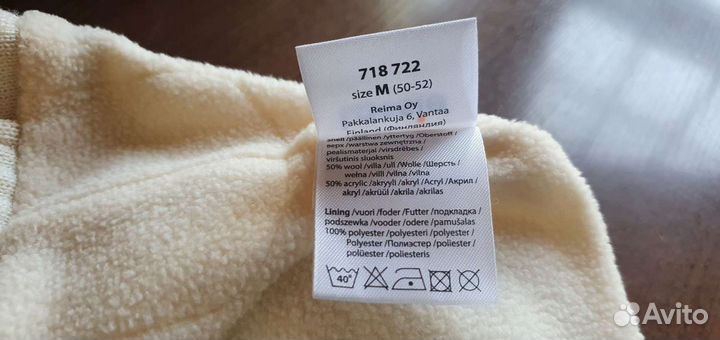 718 722
size M (50-52)
Reima Oy
Pakkalankuja 6, Vantaa
Finland (Финляндия)
shell /päällinen /yttertyg /Oberstoff /
верх /warstwa zewnętrzna /
pealismaterjal /virsdrēbes/
viršutinis sluoksnis
50% wool /villa /ull /Wolle /Шерсть/
wełna /vill /vilna /vilna
50% acrylic /akryyli /akryl /Acryl /Акрил /
akryl /akrüül /akrils /akrilas
Lining /vuori /foder /Futter /подкладка /
podszewka /vooder /odere /pamušalas
100% polyester /polyesteri /polyester/
Polyester /Полиэстер /poliester/
polüester /poliesteris
40°
Avito